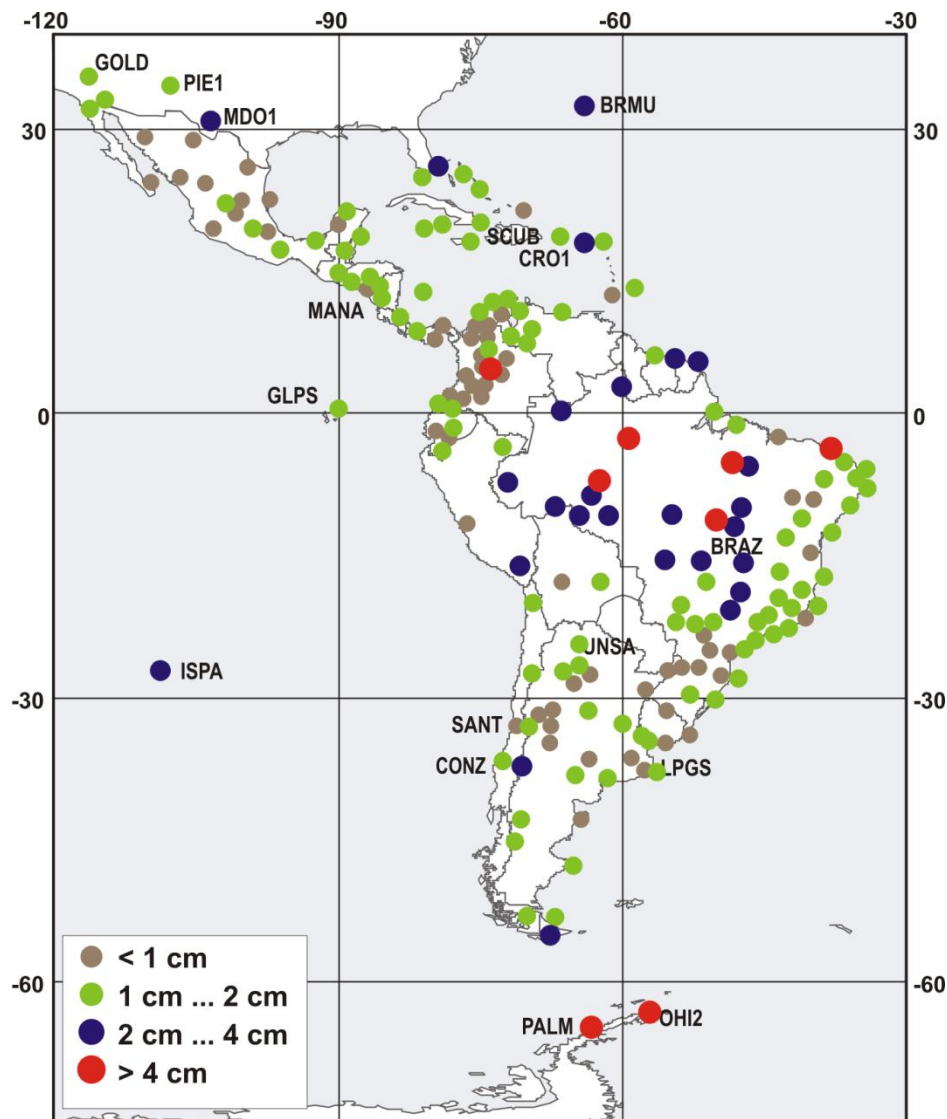 -120 -90 -60 -30
GOLD
PIE1
MDO1
BRMU
30 30
SCUB
CRO1
MANA
GLPS
0 0
BRAZ
UNSA
ISPA
-30 -30
SANT
CONZ
LPGS
< 1 cm
1 cm ... 2 cm
2 cm ... 4 cm
> 4 cm
-60 -60
PALM
OHI2